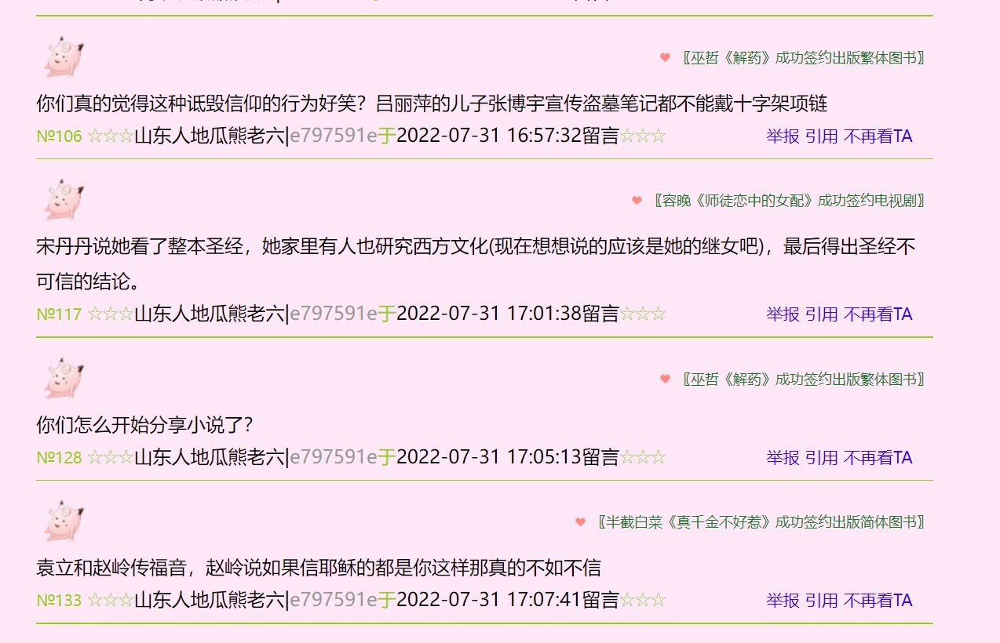 〖巫哲《解药》成功签约出版繁体图书〗
你们真的觉得这种诋毁信仰的行为好笑？吕丽萍的儿子张博宇宣传盗墓笔记都不能戴十字架项链
№106 ☆☆☆山东人地瓜熊老六|e797591e于2022-07-31 16:57:32留言☆☆☆ 举报 引用 不再看TA
〖容晚《师徒恋中的女配》成功签约电视剧〗
宋丹丹说她看了整本圣经，她家里有人也研究西方文化(现在想想说的应该是她的继女吧)，最后得出圣经不
可信的结论。
№117 ☆☆☆山东人地瓜熊老六|e797591e于2022-07-31 17:01:38留言☆☆☆ 举报 引用 不再看TA
〖巫哲《解药》成功签约出版繁体图书〗
你们怎么开始分享小说了？
№128 ☆☆☆山东人地瓜熊老六|e797591e于2022-07-31 17:05:13留言☆☆☆ 举报 引用 不再看TA
〖半截白菜《真千金不好惹》成功签约出版简体图书〗
袁立和赵岭传福音，赵岭说如果信耶稣的都是你这样那真的不如不信
№133 ☆☆☆山东人地瓜熊老六|e797591e于2022-07-31 17:07:41留言☆☆☆ 举报 引用 不再看TA